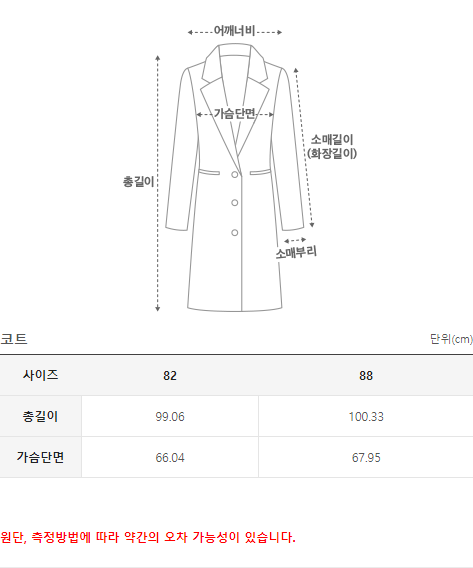 어깨너비
가슴단면
소매길이
(화장길이)
총길이
소매부리
코트 단위(cm)
사이즈 82 88
총길이 99.06 100.33
가슴단면 66.04 67.95
원단, 측정방법에 따라 약간의 오차 가능성이 있습니다.